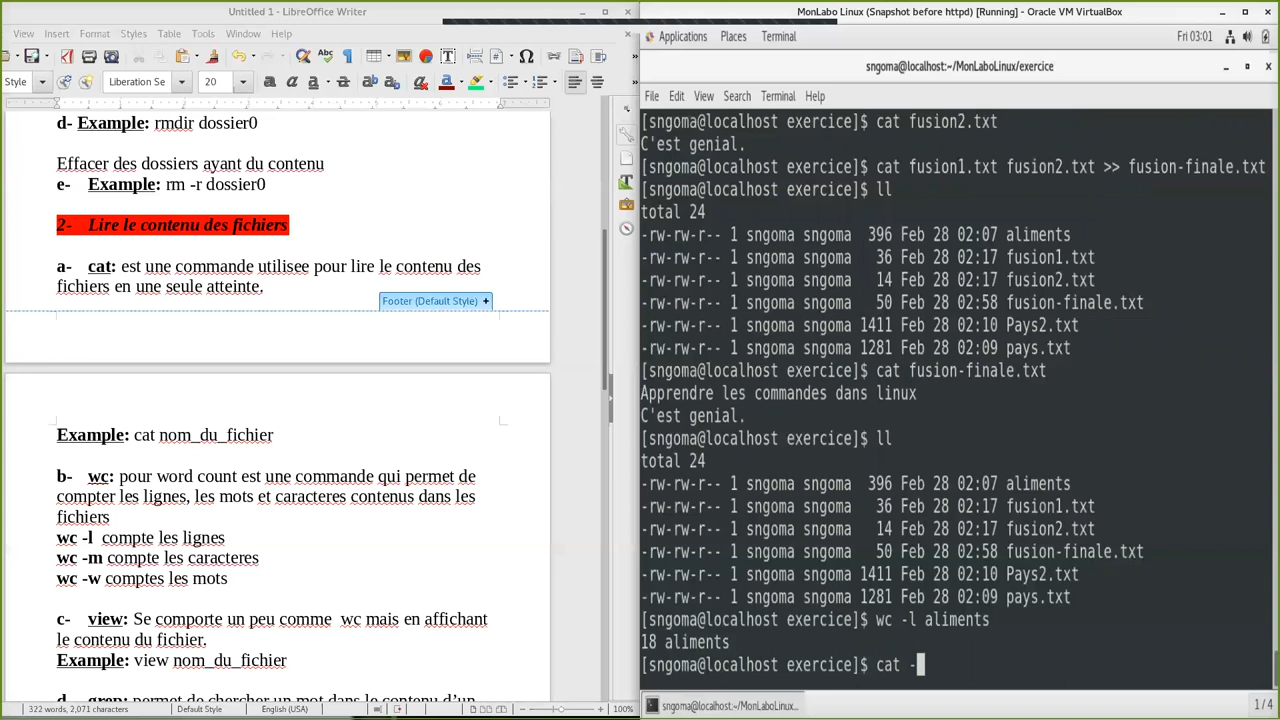 Untitled 1 - LibreOffice Writer
View Insert Format Styles Table Tools Window Help
Style Liberation Se 20
d- Example: rmdir dossier0
Effacer des dossiers ayant du contenu
e- Example: rm -r dossier0
2- Lire le contenu des fichiers
a- cat: est une commande utilisee pour lire le contenu des
fichiers en une seule atteinte.
Footer (Default Style) +
Example: cat nom_du_fichier
b- wc: pour word count est une commande qui permet de
compter les lignes, les mots et caracteres contenus dans les
fichiers
wc -l compte les lignes
wc -m compte les caracteres
wc -w comptes les mots
c- view: Se comporte un peu comme wc mais en affichant
le contenu du fichier.
Example: view nom_du_fichier
d- grep: permet de chercher un mot dans le contenu d'un
322 words, 2,071 characters Default Style English (USA) 100%
MonLabo Linux (Snapshot before httpd) [Running] - Oracle VM VirtualBox
Applications Places Terminal Fri 03:01
sngoma@localhost:~/MonLaboLinux/exercice
File Edit View Search Terminal Help
[sngoma@localhost exercice]$ cat fusion2.txt
C'est genial.
[sngoma@localhost exercice]$ cat fusion1.txt fusion2.txt >> fusion-finale.txt
[sngoma@localhost exercice]$ ll
total 24
-rw-rw-r-- 1 sngoma sngoma 396 Feb 28 02:07 aliments
-rw-rw-r-- 1 sngoma sngoma 36 Feb 28 02:17 fusion1.txt
-rw-rw-r-- 1 sngoma sngoma 14 Feb 28 02:17 fusion2.txt
-rw-rw-r-- 1 sngoma sngoma 50 Feb 28 02:58 fusion-finale.txt
-rw-rw-r-- 1 sngoma sngoma 1411 Feb 28 02:10 Pays2.txt
-rw-rw-r-- 1 sngoma sngoma 1281 Feb 28 02:09 pays.txt
[sngoma@localhost exercice]$ cat fusion-finale.txt
Apprendre les commandes dans linux
C'est genial.
[sngoma@localhost exercice]$ ll
total 24
-rw-rw-r-- 1 sngoma sngoma 396 Feb 28 02:07 aliments
-rw-rw-r-- 1 sngoma sngoma 36 Feb 28 02:17 fusion1.txt
-rw-rw-r-- 1 sngoma sngoma 14 Feb 28 02:17 fusion2.txt
-rw-rw-r-- 1 sngoma sngoma 50 Feb 28 02:58 fusion-finale.txt
-rw-rw-r-- 1 sngoma sngoma 1411 Feb 28 02:10 Pays2.txt
-rw-rw-r-- 1 sngoma sngoma 1281 Feb 28 02:09 pays.txt
[sngoma@localhost exercice]$ wc -l aliments
18 aliments
[sngoma@localhost exercice]$ cat -
sngoma@localhost:~/MonLaboLinux... 1 / 4